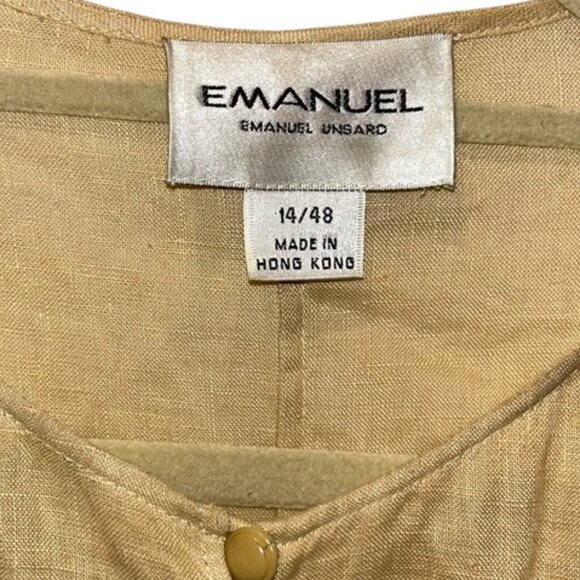 EMANUEL
EMANUEL UNGARO
14/48
MADE IN
HONG KONG